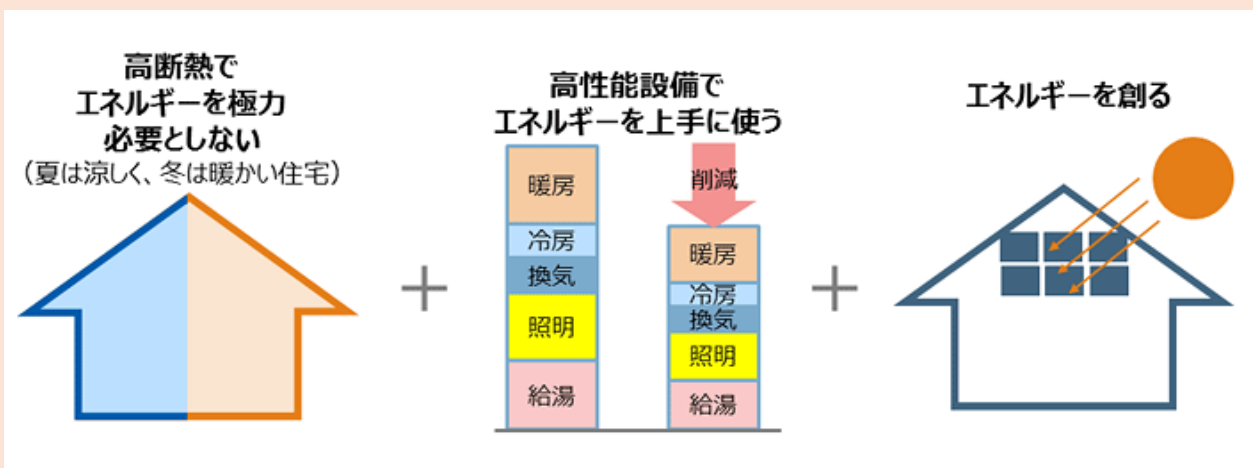 高断熱で
エネルギーを極力
必要としない
（夏は涼しく、冬は暖かい住宅）
高性能設備で
エネルギーを上手に使う
暖房
冷房
換気
照明
給湯
削減
暖房
冷房
換気
照明
給湯
エネルギーを創る